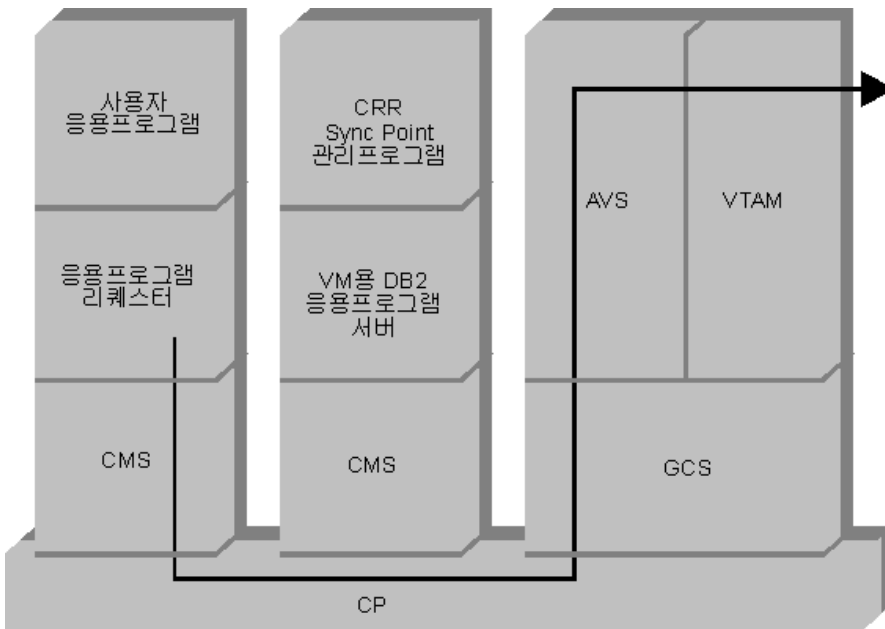 사용자
응용프로그램
응용프로그램
리퀘스터
CMS
CRR
Sync Point
관리프로그램
VM용 DB2
응용프로그램
서버
CMS
AVS
VTAM
GCS
CP